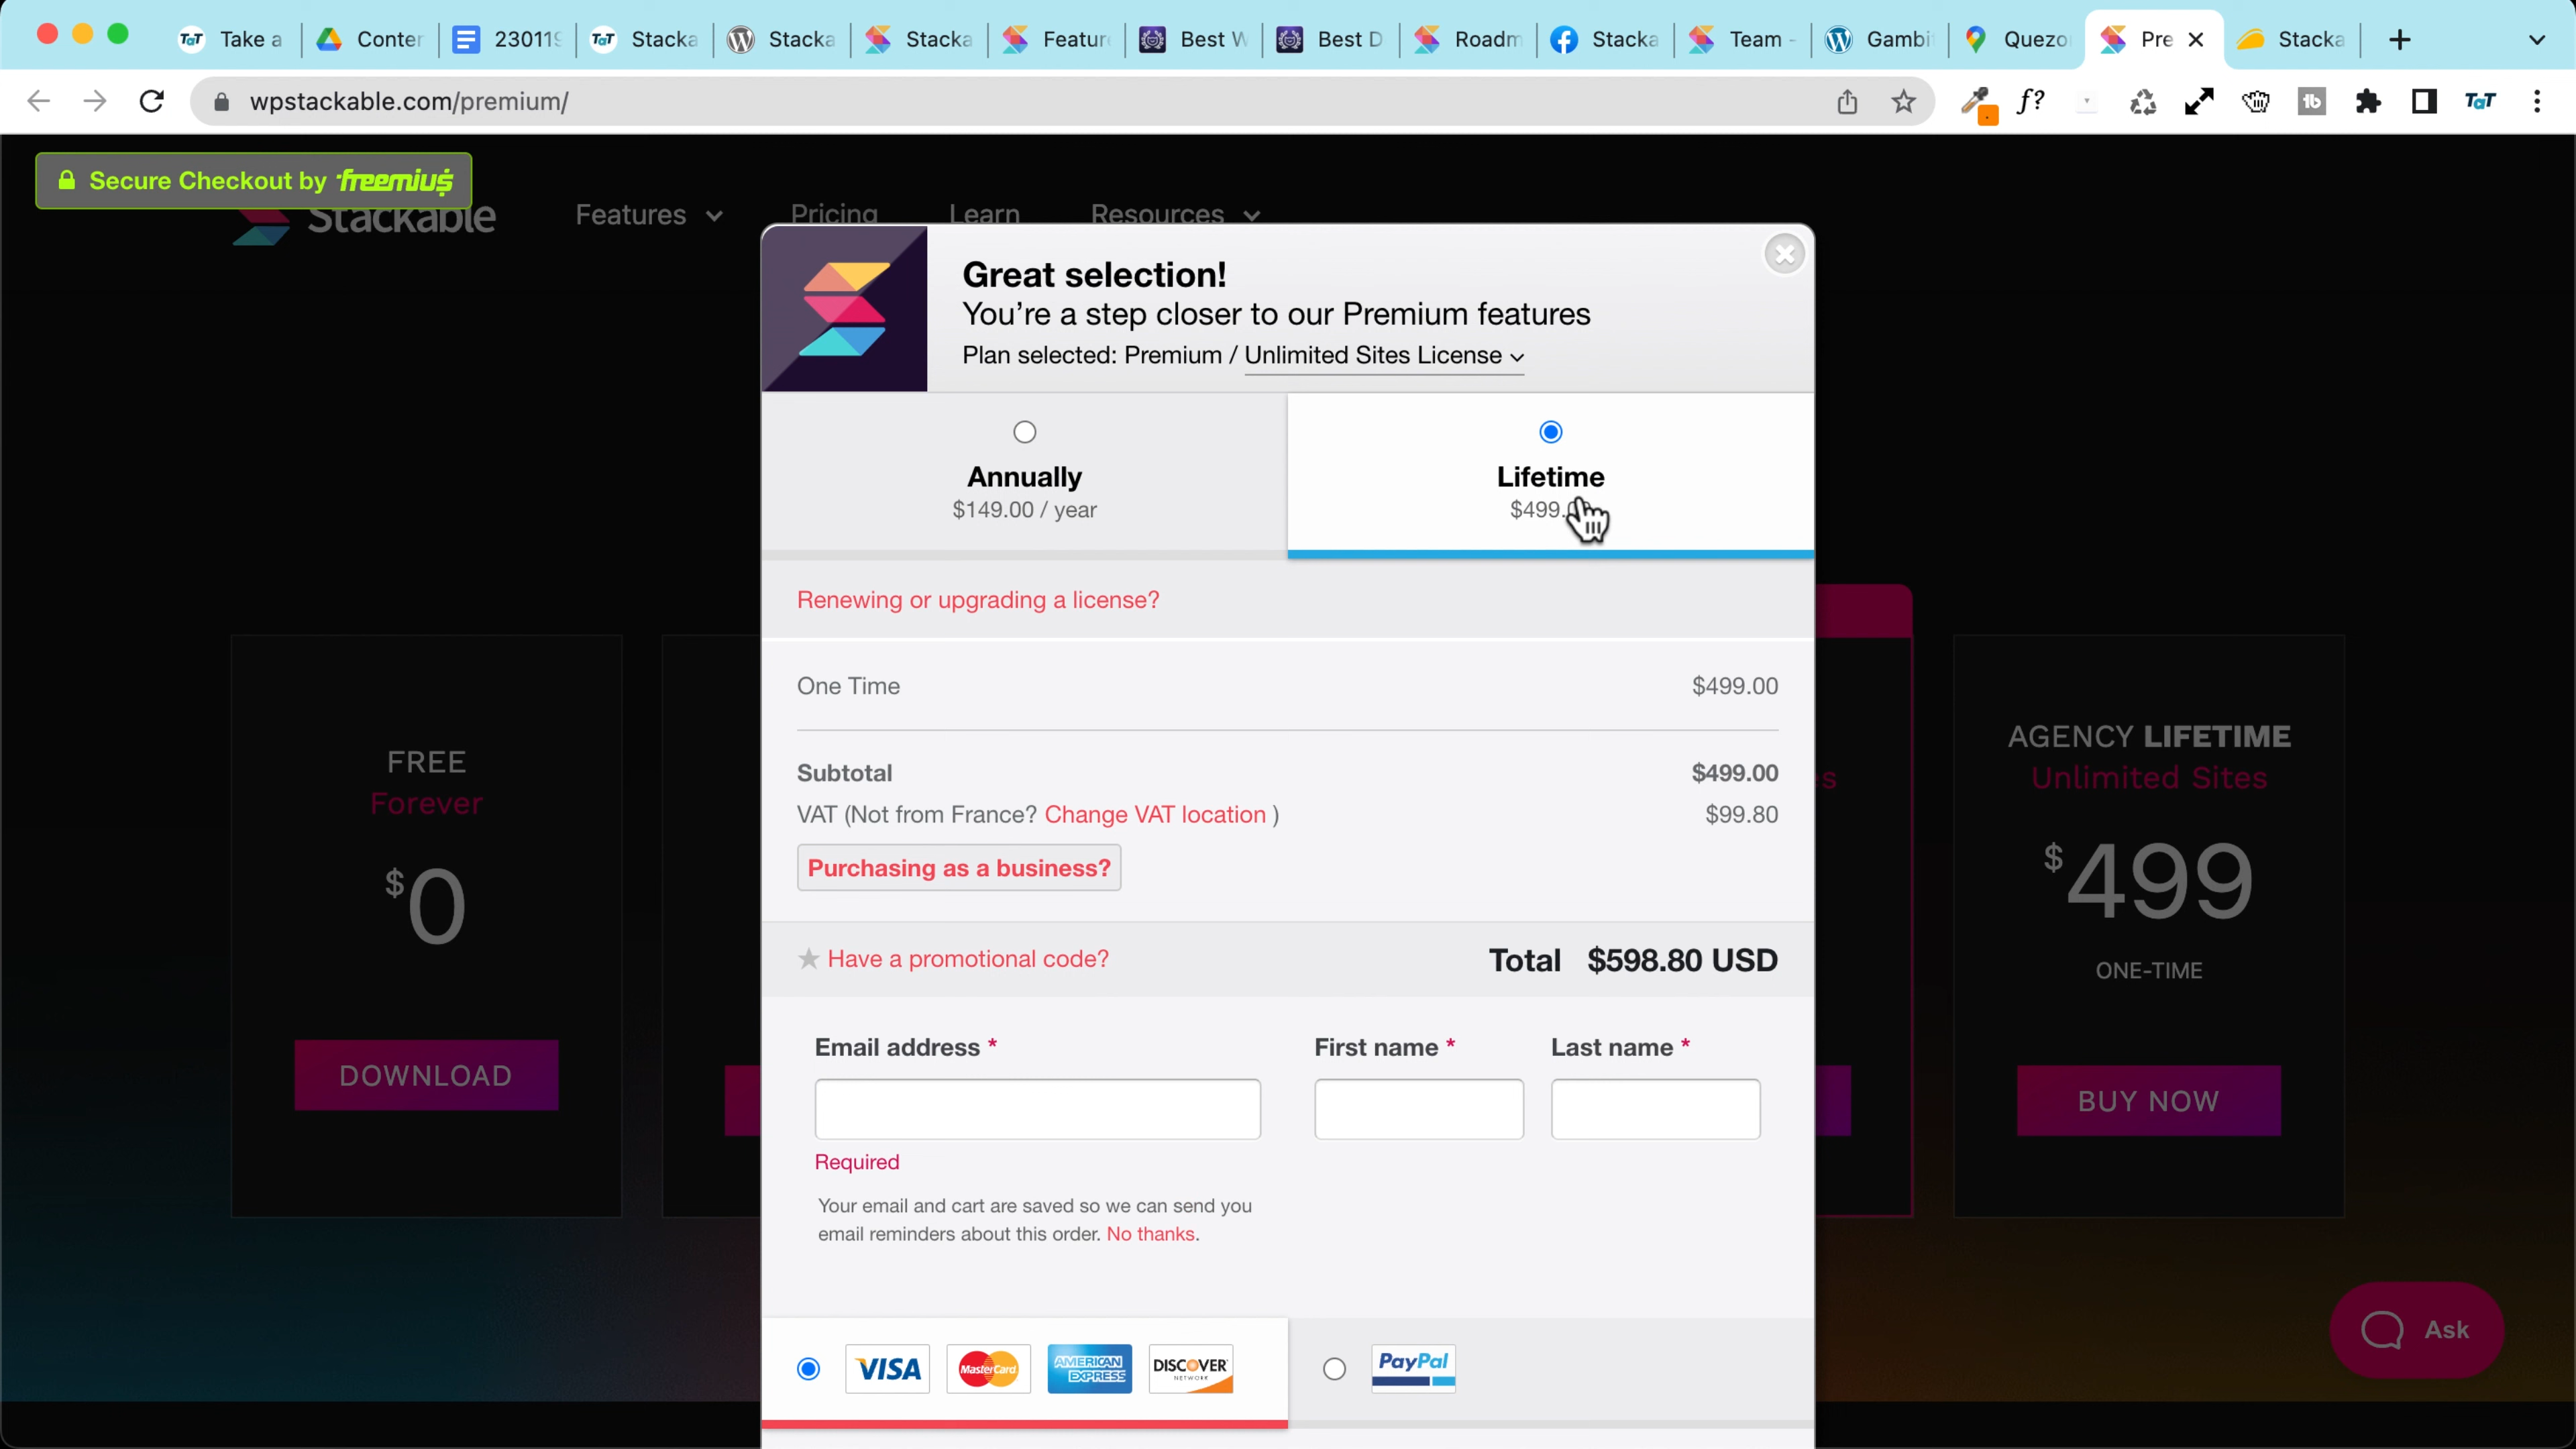 Take a
Conter
230119
Stacka
Stacka
Stacka
Featur
Best W
Best D
Roadm
Stacka
Team -
Gambi
Quezo
Pre
Stacka
wpstackable.com/premium/
f?
TaT
Secure Checkout by freemius
Stackable
Features
Pricing
Learn
Resources
Great selection!
You're a step closer to our Premium features
Plan selected: Premium / Unlimited Sites License
Annually
$149.00 / year
Lifetime
$499.
Renewing or upgrading a license?
One Time
$499.00
Subtotal
$499.00
VAT (Not from France? Change VAT location )
$99.80
Purchasing as a business?
Have a promotional code?
Total $598.80 USD
Email address *
First name *
Last name *
Required
Your email and cart are saved so we can send you
email reminders about this order. No thanks.
VISA
MasterCard
AMERICAN EXPRESS
DISCOVER
NETWORK
PayPal
FREE
Forever
$0
DOWNLOAD
s
AGENCY LIFETIME
Unlimited Sites
$499
ONE-TIME
BUY NOW
Ask